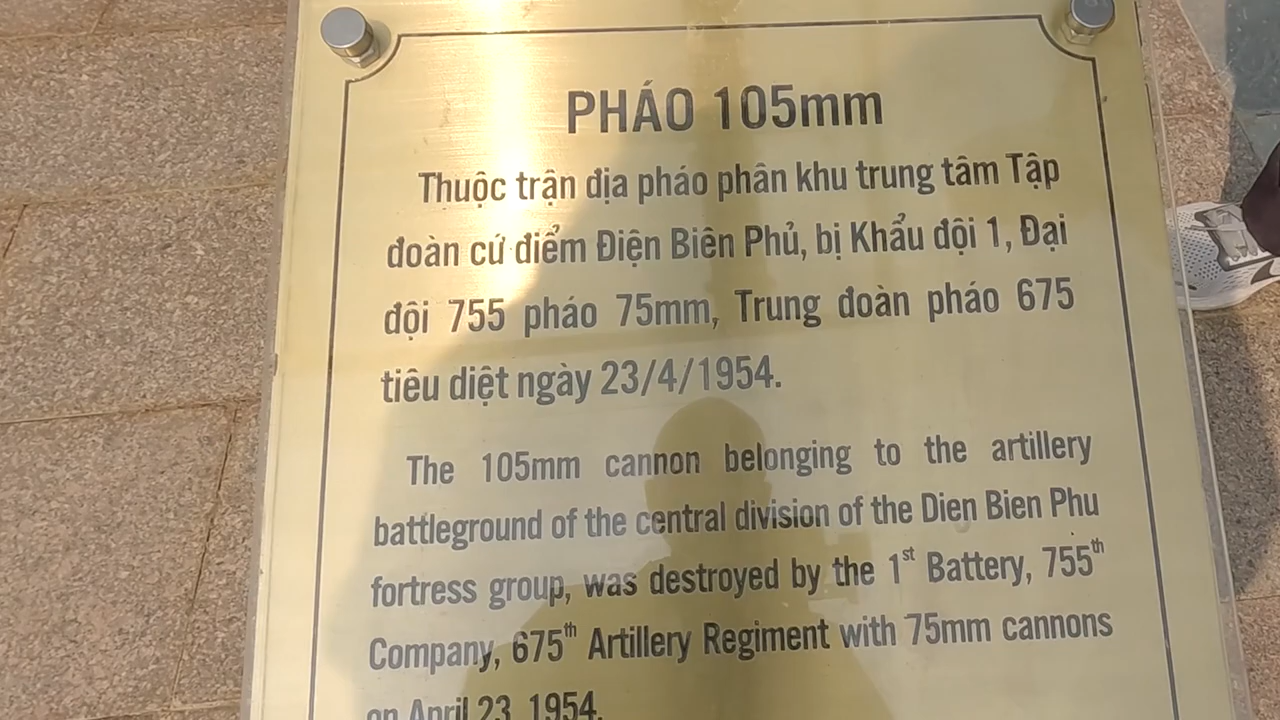 PHÁO 105mm
Thuộc trận địa pháo phân khu trung tâm Tập
đoàn cứ điểm Điện Biên Phủ, bị Khẩu đội 1, Đại
đội 755 pháo 75mm, Trung đoàn pháo 675
tiêu diệt ngày 23/4/1954.
The 105mm cannon belonging to the artillery
battleground of the central division of the Dien Bien Phu
fortress group, was destroyed by the 1st Battery, 755th
Company, 675th Artillery Regiment with 75mm cannons
on April 23, 1954.